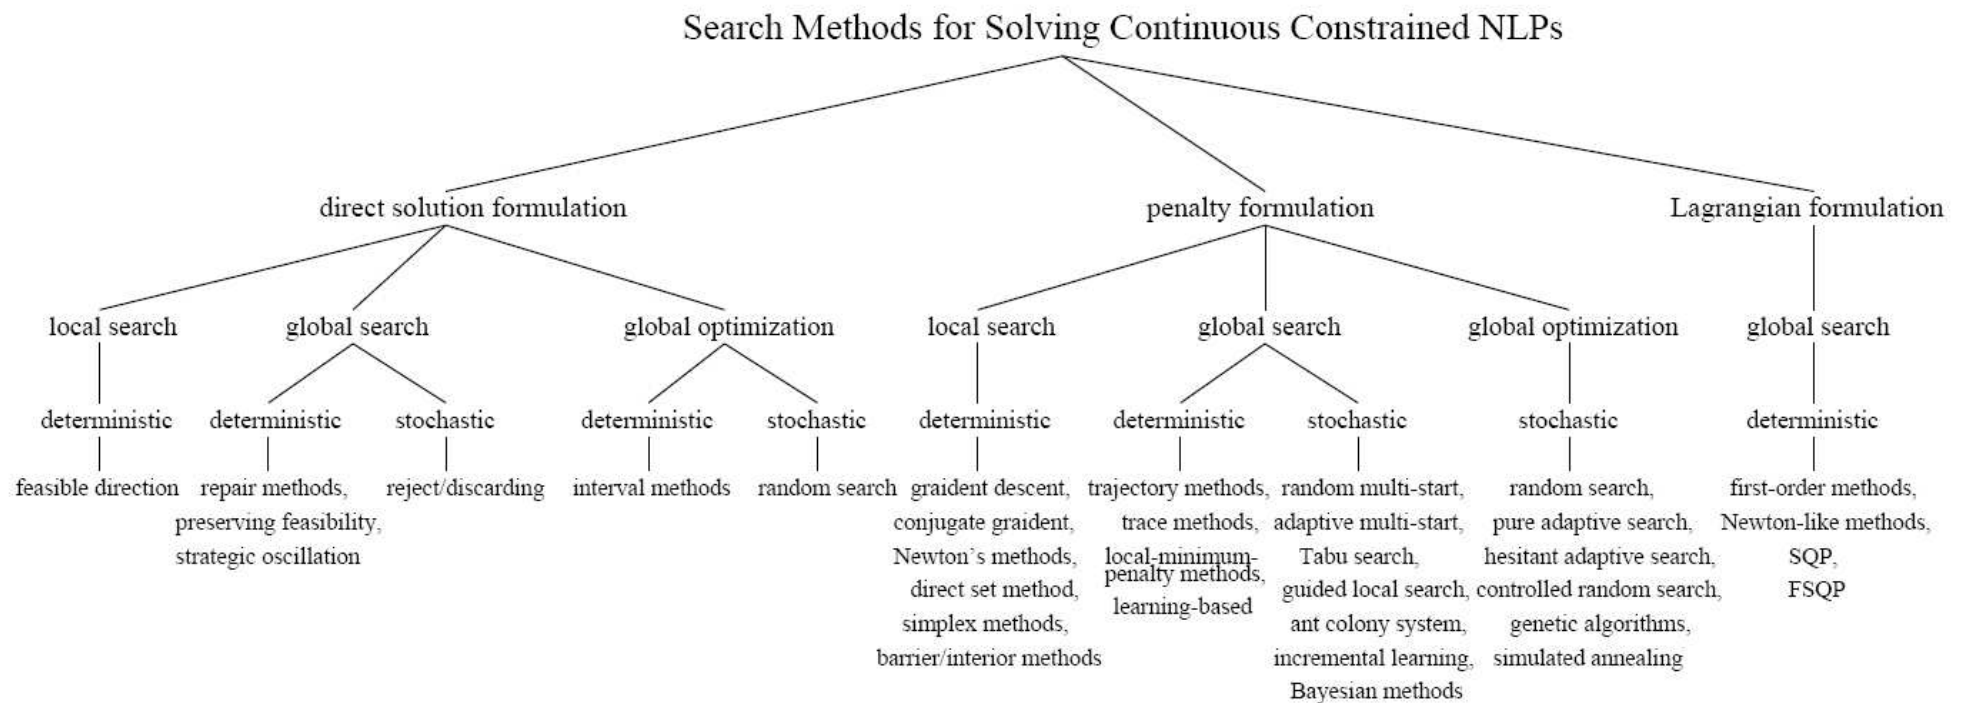 Search Methods for Solving Continuous Constrained NLPs
direct solution formulation
penalty formulation
Lagrangian formulation
local search
global search
global optimization
local search
global search
global optimization
global search
deterministic
deterministic
stochastic
deterministic
stochastic
deterministic
deterministic
stochastic
stochastic
deterministic
feasible direction
repair methods,
preserving feasibility,
strategic oscillation
reject/discarding
interval methods
random search
graident descent,
conjugate graident,
Newton's methods,
direct set method,
simplex methods,
barrier/interior methods
trajectory methods,
trace methods,
local-minimum-
penalty methods,
learning-based
random multi-start,
adaptive multi-start,
Tabu search,
guided local search,
ant colony system,
incremental learning,
Bayesian methods
random search,
pure adaptive search,
hesitant adaptive search,
controlled random search,
genetic algorithms,
simulated annealing
first-order methods,
Newton-like methods,
SQP,
FSQP